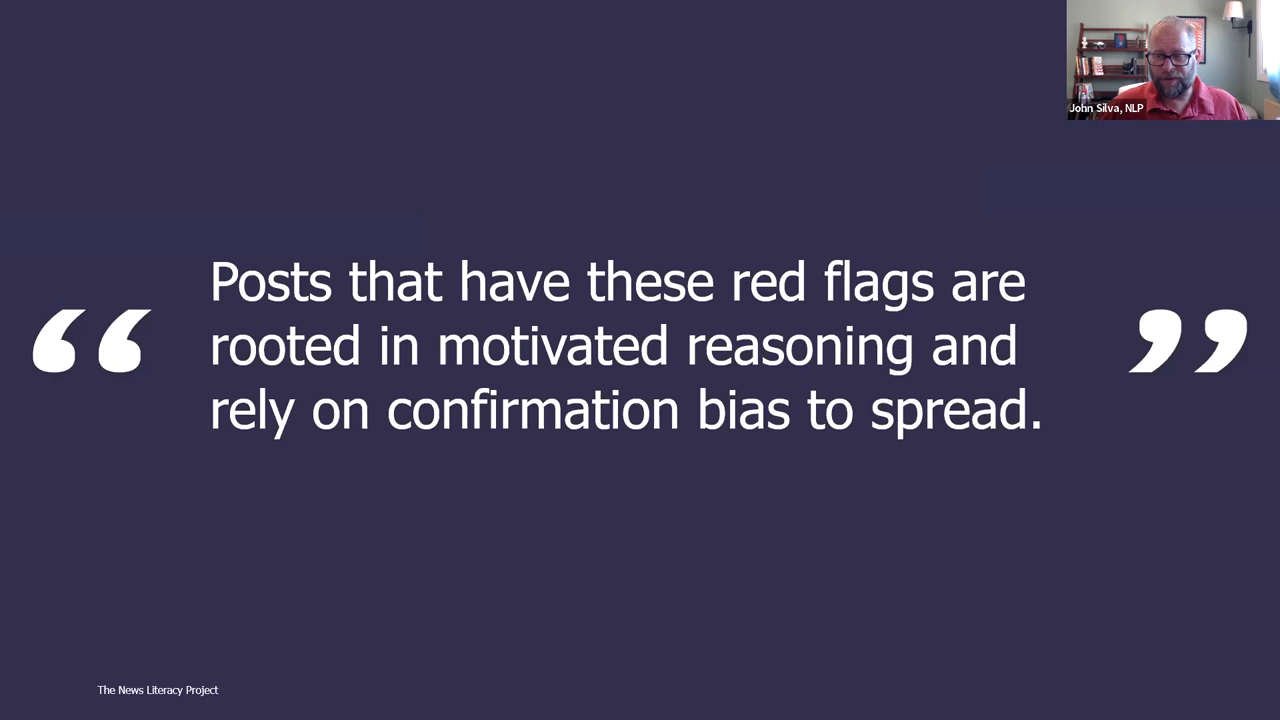 John Silva, NLP
“ Posts that have these red flags are
rooted in motivated reasoning and
rely on confirmation bias to spread. ”
The News Literacy Project